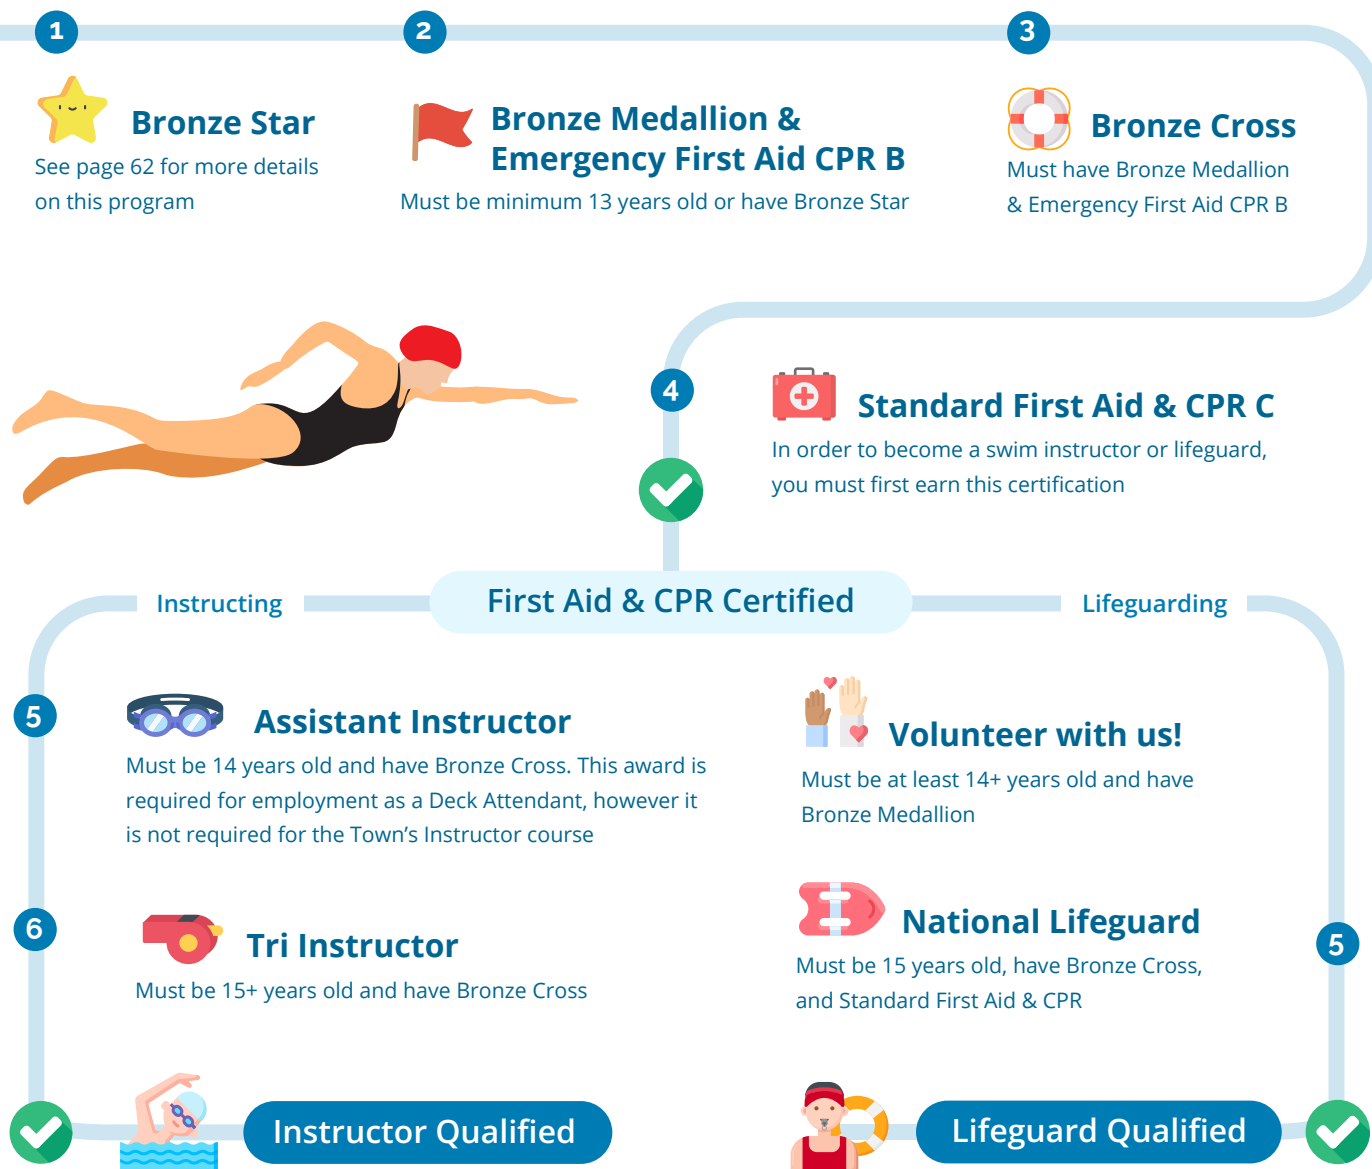 1
Bronze Star
See page 62 for more details
on this program
2
Bronze Medallion &
Emergency First Aid CPR B
Must be minimum 13 years old or have Bronze Star
3
Bronze Cross
Must have Bronze Medallion
& Emergency First Aid CPR B
4
Standard First Aid & CPR C
In order to become a swim instructor or lifeguard,
you must first earn this certification
First Aid & CPR Certified
Instructing
5
Assistant Instructor
Must be 14 years old and have Bronze Cross. This award is
required for employment as a Deck Attendant, however it
is not required for the Town’s Instructor course
6
Tri Instructor
Must be 15+ years old and have Bronze Cross
Instructor Qualified
Lifeguarding
Volunteer with us!
Must be at least 14+ years old and have
Bronze Medallion
5
National Lifeguard
Must be 15 years old, have Bronze Cross,
and Standard First Aid & CPR
Lifeguard Qualified